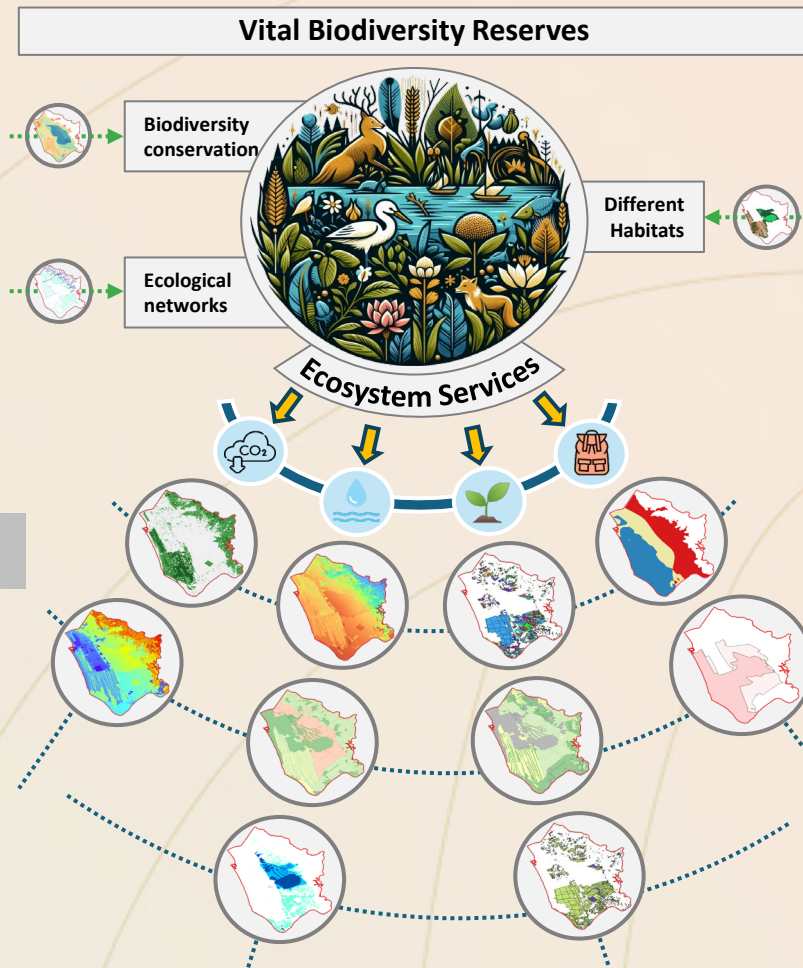 Vital Biodiversity Reserves
Biodiversity
conservation
Different
Habitats
Ecological
networks
Ecosystem Services
CO2